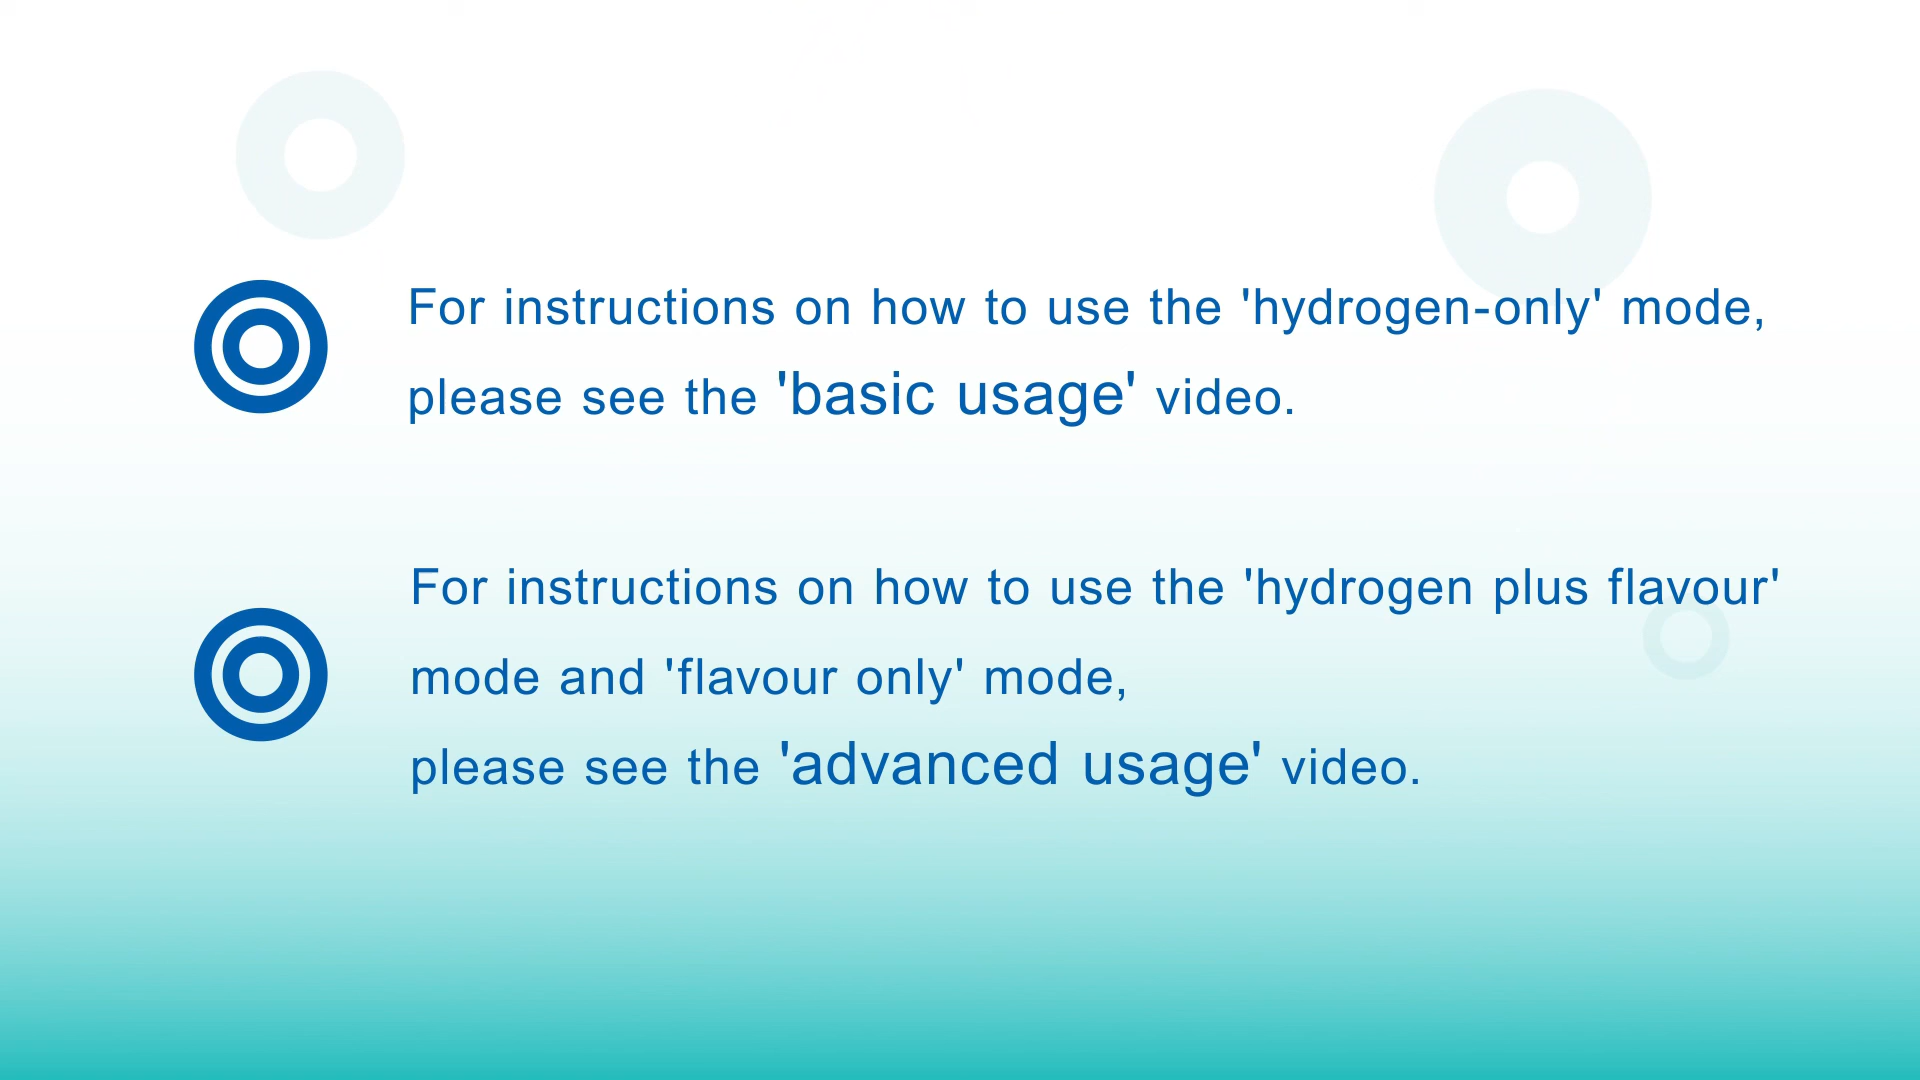 For instructions on how to use the 'hydrogen-only' mode,
please see the 'basic usage' video.
For instructions on how to use the 'hydrogen plus flavour'
mode and 'flavour only' mode,
please see the 'advanced usage' video.